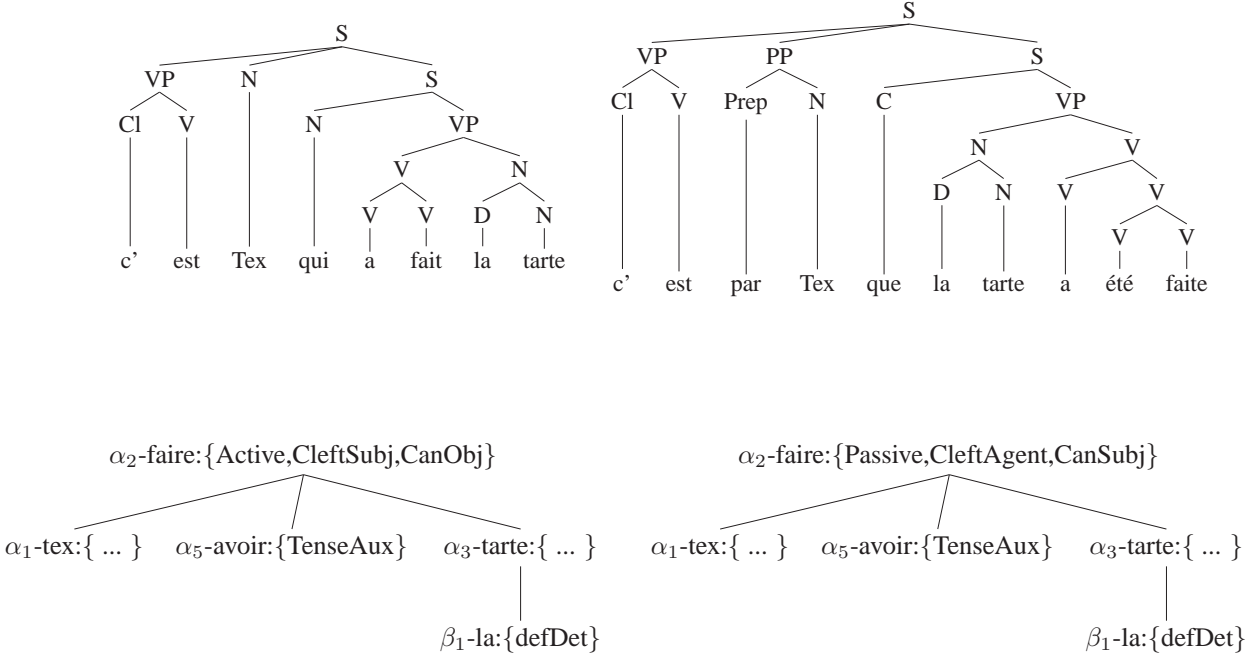 S
VP N S
Cl V N VP
V N
V V D N
c' est Tex qui a fait la tarte
S
VP PP S
Cl V Prep N C VP
N V
D N V V
V V
c' est par Tex que la tarte a été faite
α₂-faire:{Active,CleftSubj,CanObj}
α₁-tex:{ ... } α₅-avoir:{TenseAux} α₃-tarte:{ ... }
β₁-la:{defDet}
α₂-faire:{Passive,CleftAgent,CanSubj}
α₁-tex:{ ... } α₅-avoir:{TenseAux} α₃-tarte:{ ... }
β₁-la:{defDet}